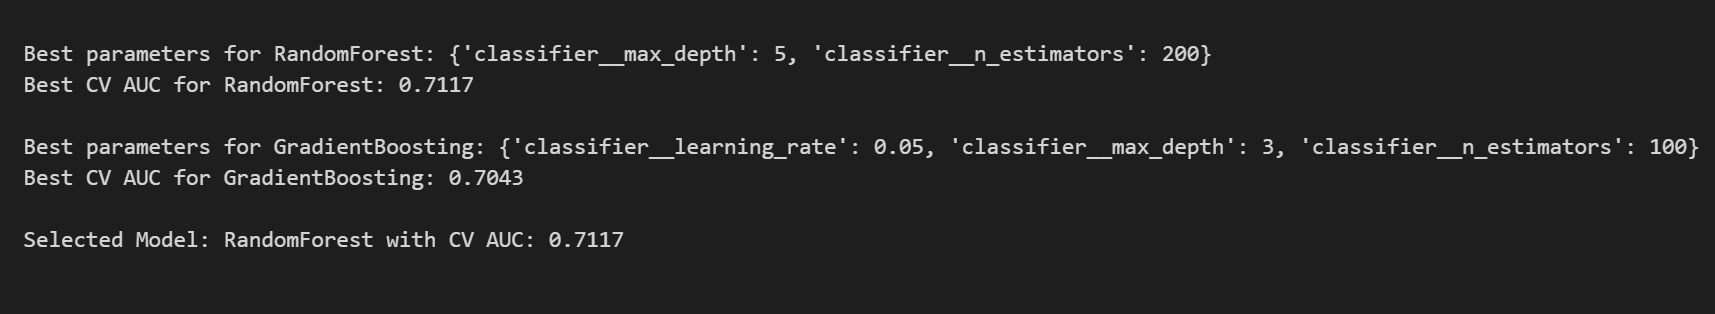 Best parameters for RandomForest: {'classifier__max_depth': 5, 'classifier__n_estimators': 200}
Best CV AUC for RandomForest: 0.7117
Best parameters for GradientBoosting: {'classifier__learning_rate': 0.05, 'classifier__max_depth': 3, 'classifier__n_estimators': 100}
Best CV AUC for GradientBoosting: 0.7043
Selected Model: RandomForest with CV AUC: 0.7117